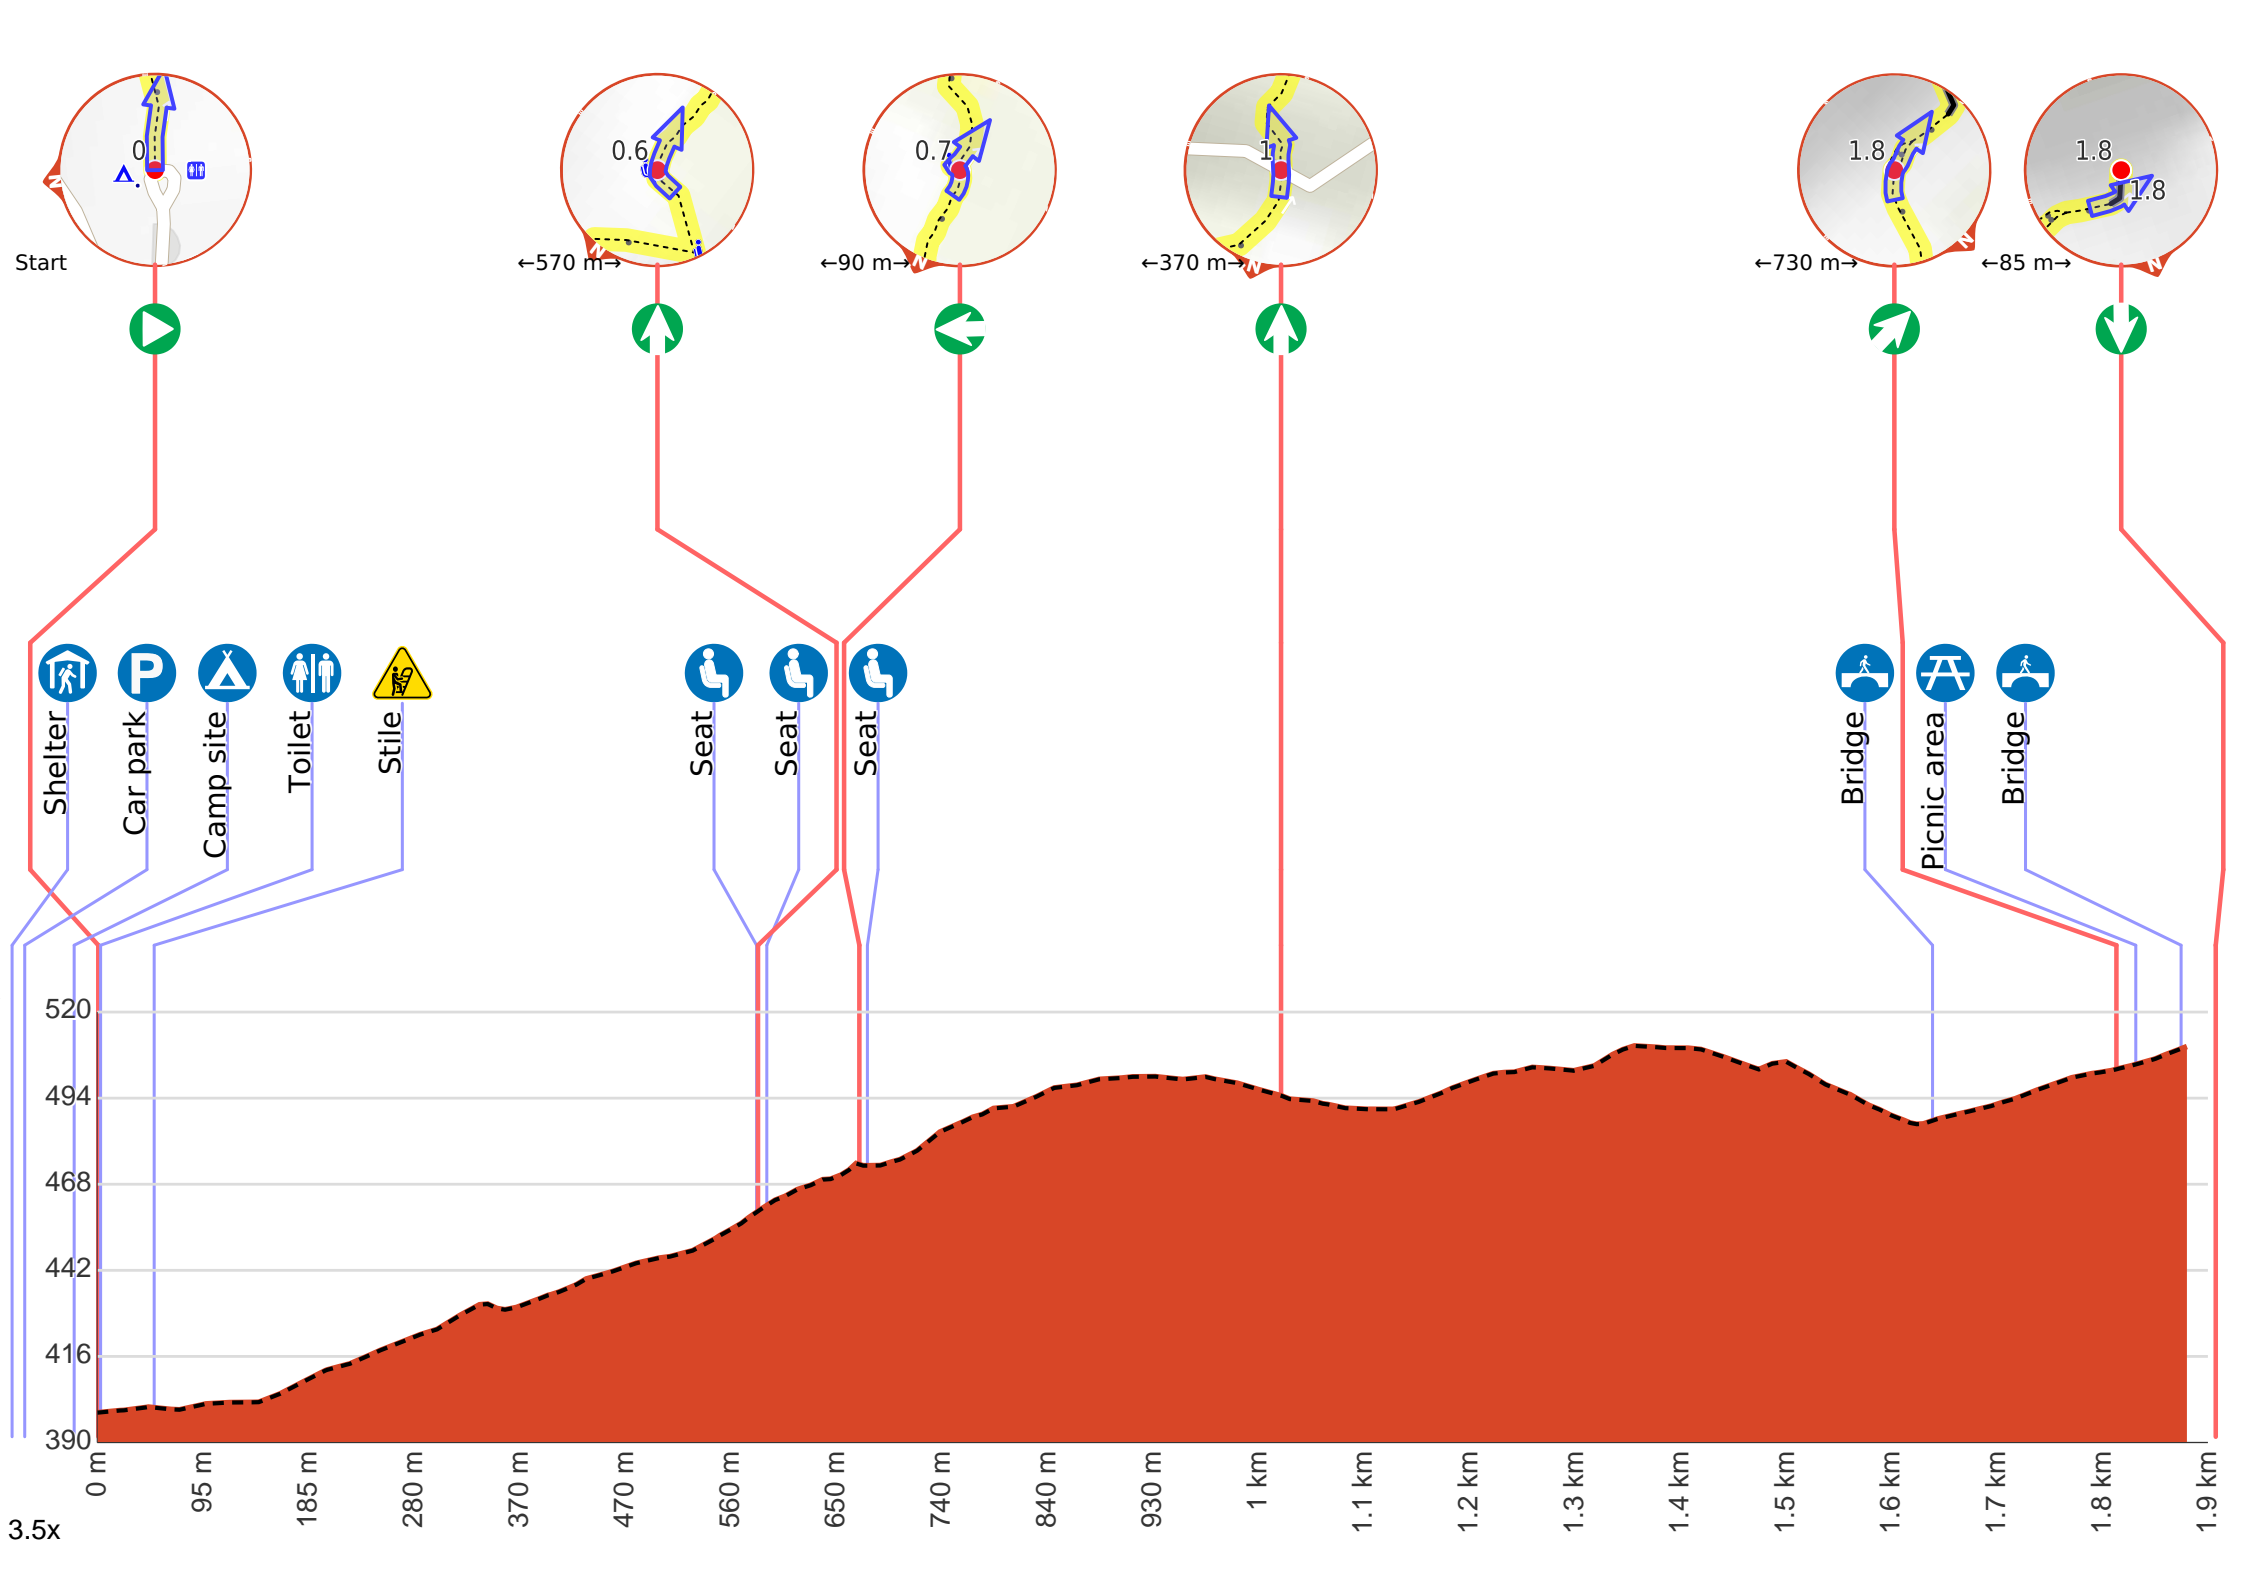 0
0.6
0.7
1
1.8
1.8
1.8
N
N
N
N
N
N
Start
←570 m→
←90 m→
←370 m→
←730 m→
←85 m→
P
Shelter
Car park
Camp site
Toilet
Stile
Seat
Seat
Seat
Bridge
Picnic area
Bridge
520
494
468
442
416
390
0 m
95 m
185 m
280 m
370 m
470 m
560 m
650 m
740 m
840 m
930 m
1 km
1.1 km
1.2 km
1.3 km
1.4 km
1.5 km
1.6 km
1.7 km
1.8 km
1.9 km
3.5x